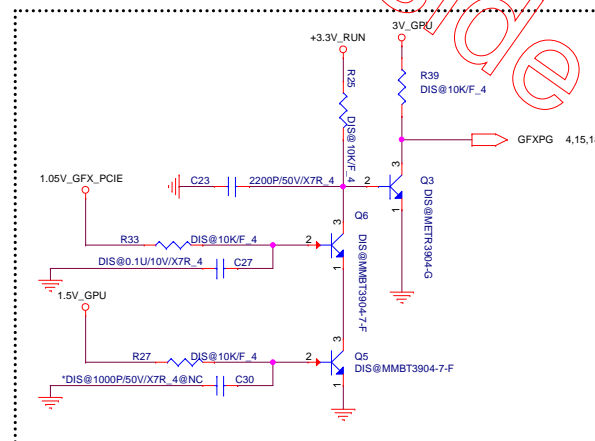 3V_GPU
+3.3V_RUN
R25
DIS@10K/F_4
R39
DIS@10K/F_4
GFXPG 4,15,1
C23 2200P/50V/X7R_4
2
3
1
Q3
DIS@METR3904-G
1.05V_GFX_PCIE
R33 DIS@10K/F_4
DIS@0.1U/10V/X7R_4 C27
2
3
1
Q6
DIS@MMBT3904-7-F
1.5V_GPU
R27 DIS@10K/F_4
*DIS@1000P/50V/X7R_4@NC C30
2
3
1
Q5
DIS@MMBT3904-7-F